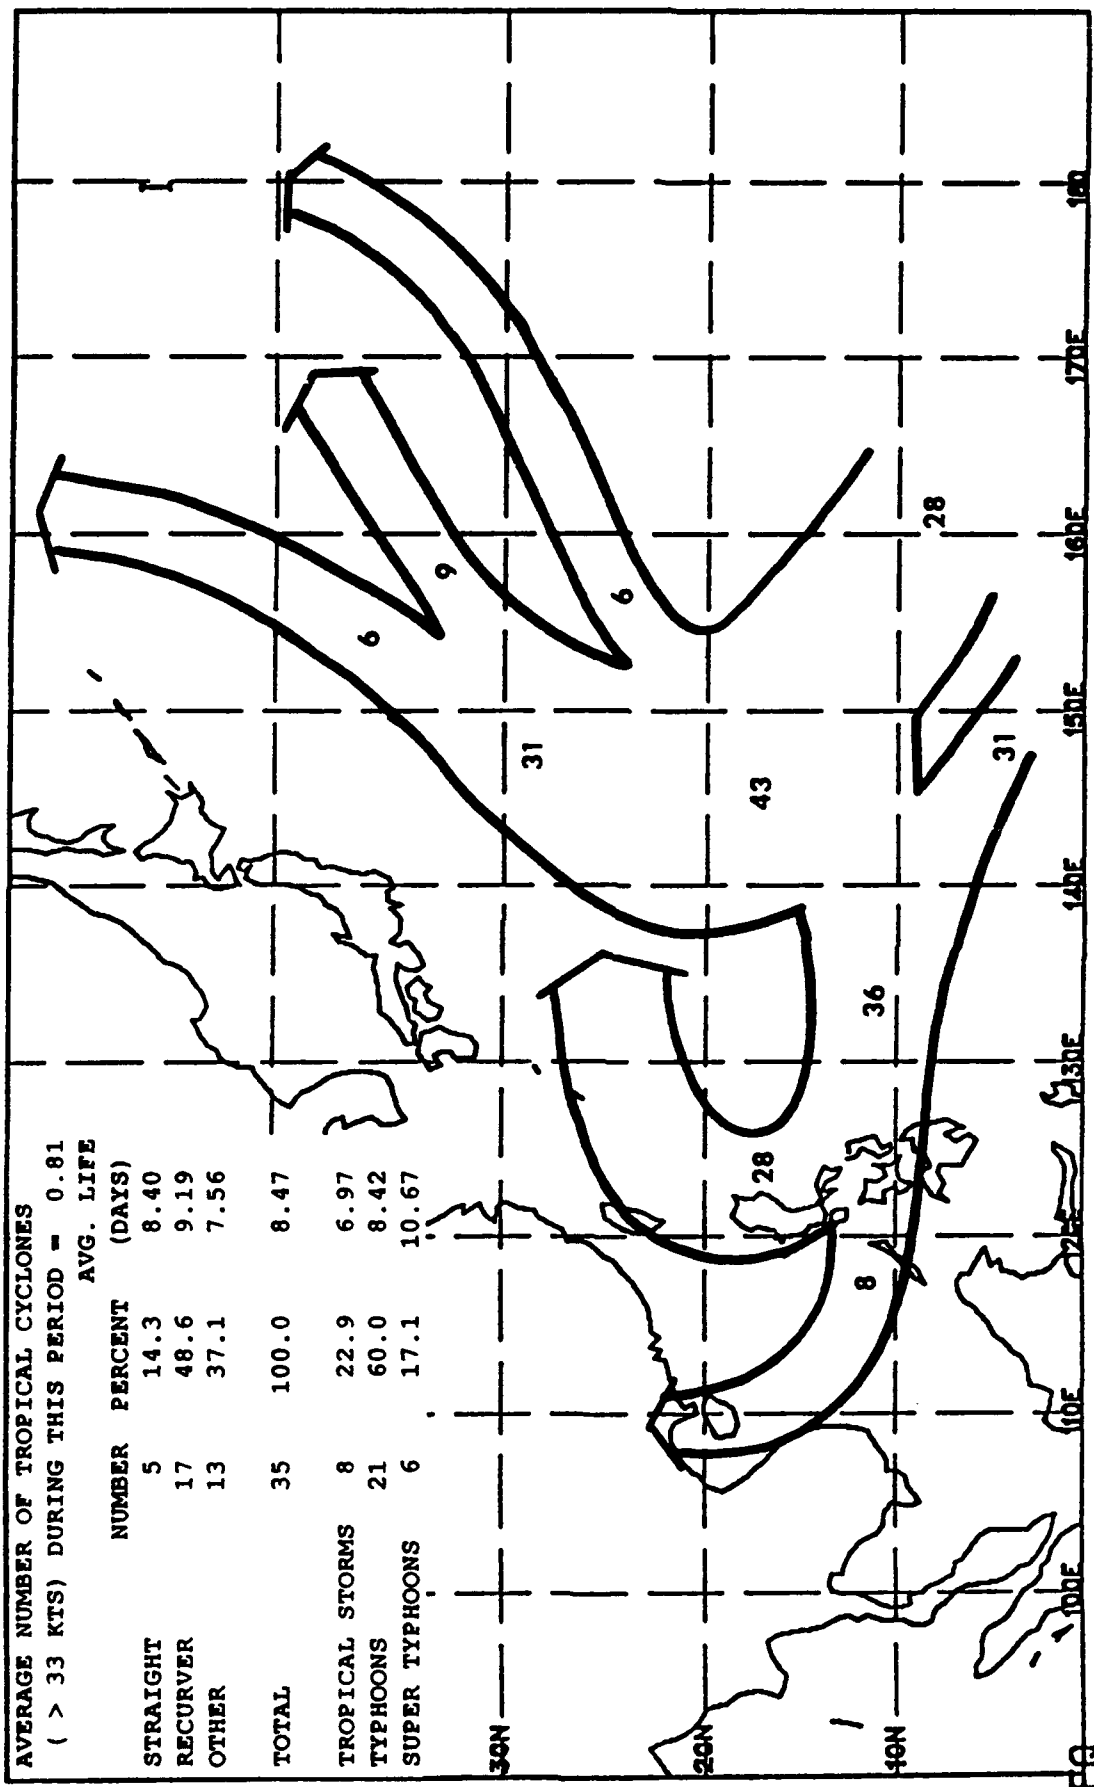 AVERAGE NUMBER OF TROPICAL CYCLONES
( > 33 KTS) DURING THIS PERIOD = 0.81
AVG. LIFE
NUMBER PERCENT (DAYS)
STRAIGHT 5 14.3 8.40
RECURVER 17 48.6 9.19
OTHER 13 37.1 7.56
TOTAL 35 100.0 8.47
TROPICAL STORMS 8 22.9 6.97
TYPHOONS 21 60.0 8.42
SUPER TYPHOONS 6 17.1 10.67
6
9
31
6
30N
43
28
20N
36
28
8
31
10N
100E
110E
120E
130E
140E
150E
160E
170E
180